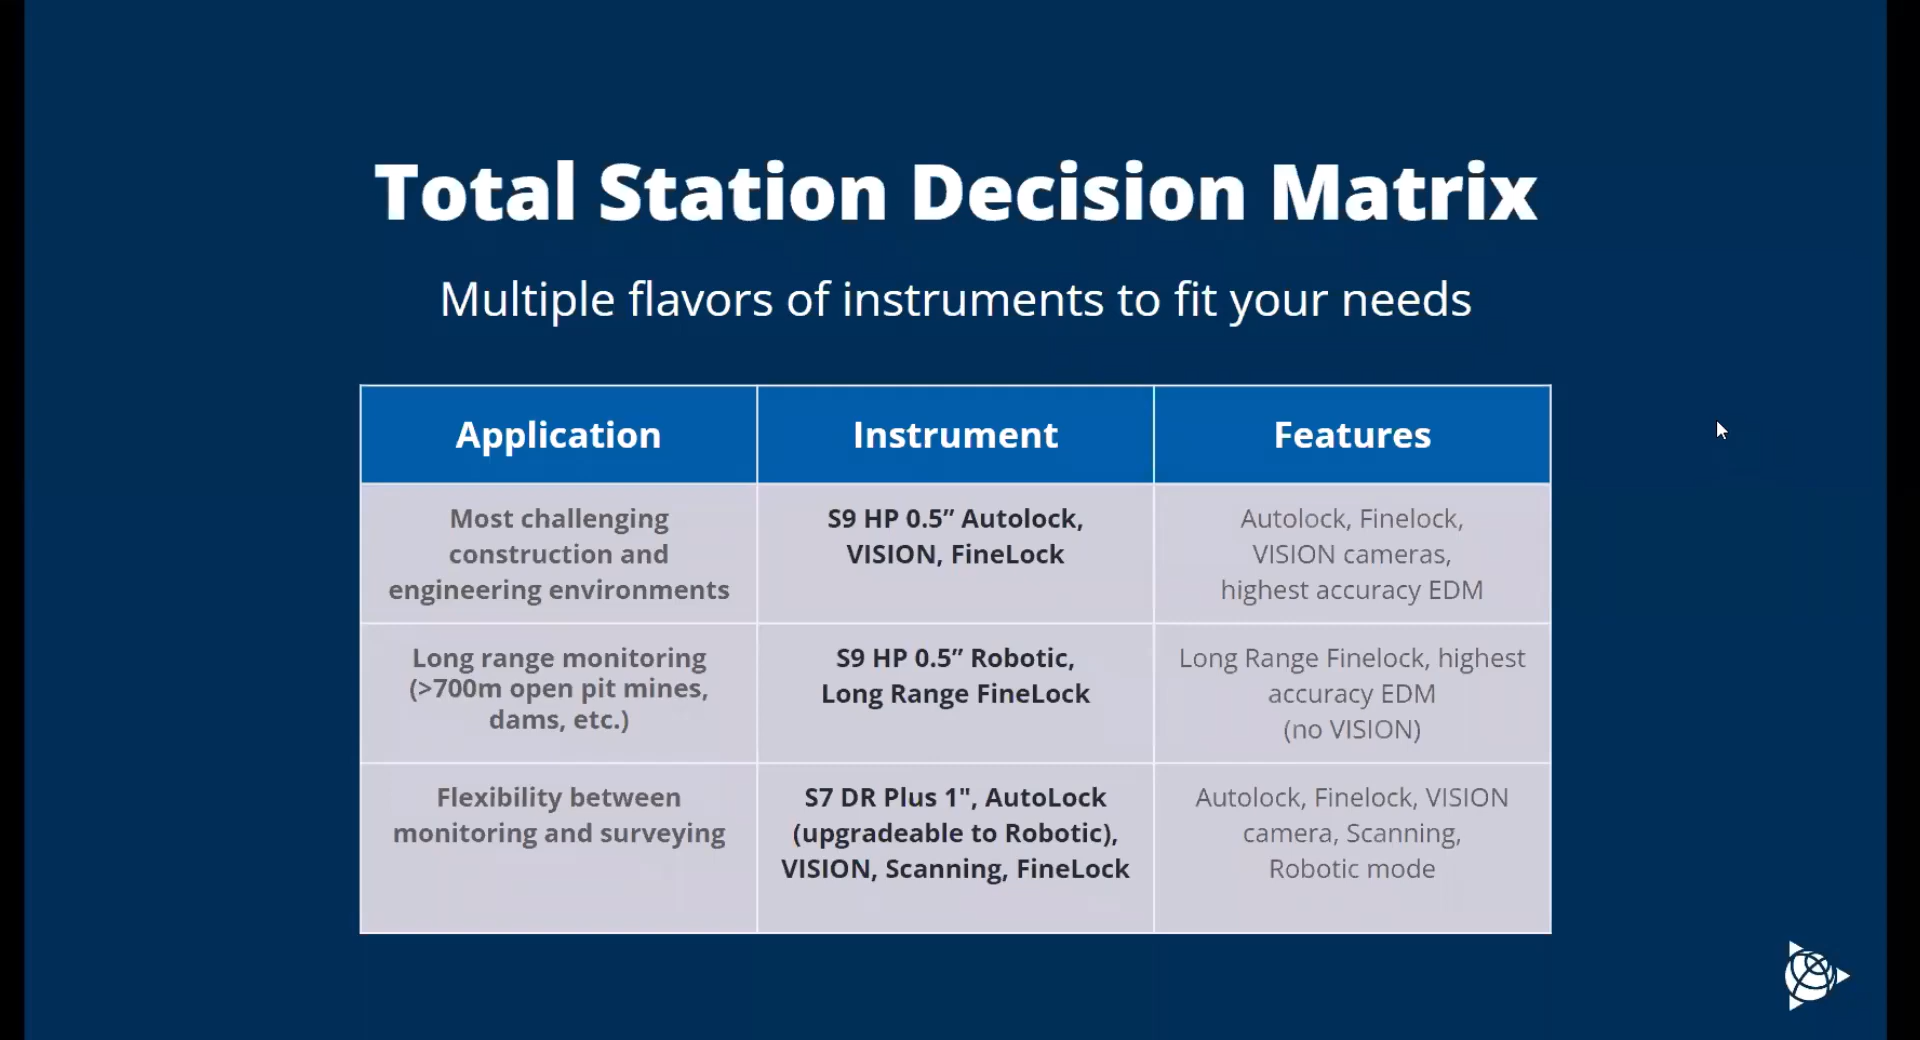 Total Station Decision Matrix
Multiple flavors of instruments to fit your needs
Application
Instrument
Features
Most challenging
construction and
engineering environments
S9 HP 0.5” Autolock,
VISION, FineLock
Autolock, Finelock,
VISION cameras,
highest accuracy EDM
Long range monitoring
(>700m open pit mines,
dams, etc.)
S9 HP 0.5” Robotic,
Long Range FineLock
Long Range Finelock, highest
accuracy EDM
(no VISION)
Flexibility between
monitoring and surveying
S7 DR Plus 1", AutoLock
(upgradeable to Robotic),
VISION, Scanning, FineLock
Autolock, Finelock, VISION
camera, Scanning,
Robotic mode